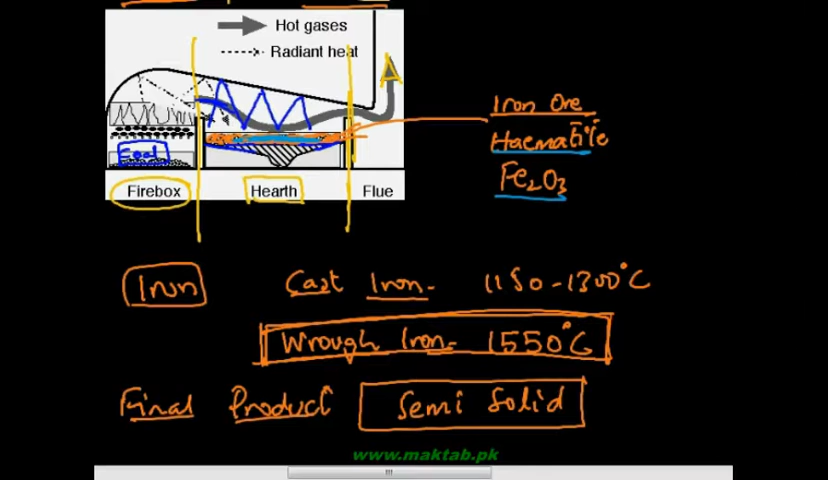 Hot gases
Radiant heat
Iron Ore
Haematite
Coal
Fe2O3
Firebox
Hearth
Flue
Iron
Cast Iron - 1150-1300°C
Wrough Iron - 1550°C
Final Product Semi Solid
www.maktab.pk